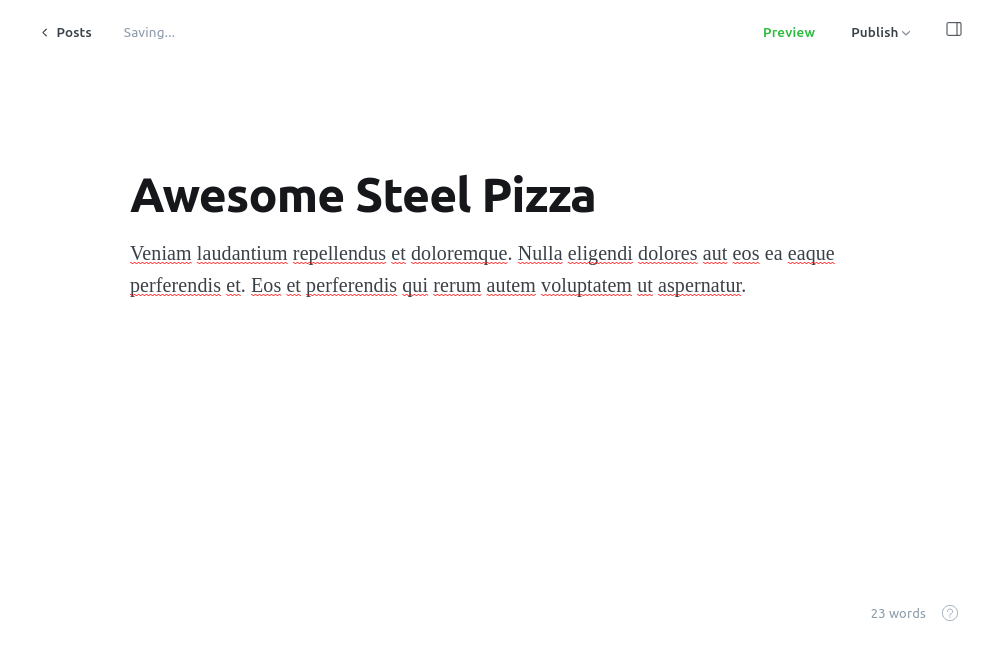 Posts
Saving...
Preview
Publish
Awesome Steel Pizza
Veniam laudantium repellendus et doloremque. Nulla eligendi dolores aut eos ea eaque
perferendis et. Eos et perferendis qui rerum autem voluptatem ut aspernatur.
23 words
?